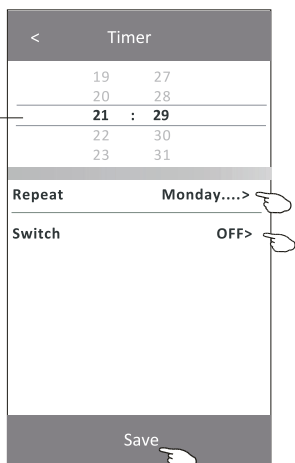 < Timer
19 27
20 28
21 : 29
22 30
23 31
Repeat Monday....>
Switch OFF>
Save